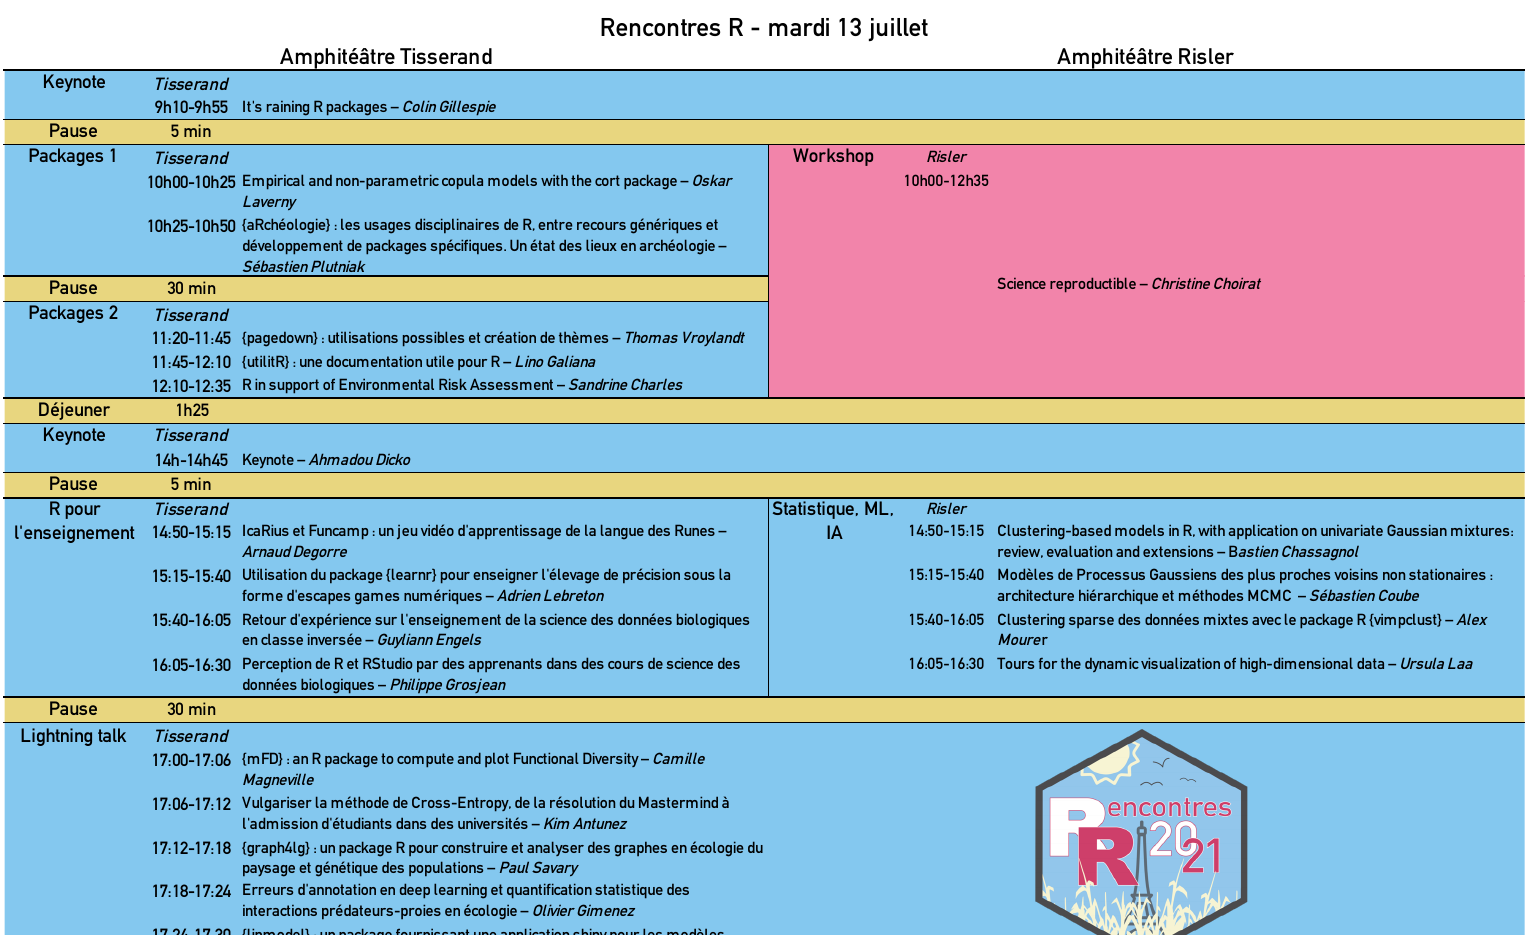 Rencontres R - mardi 13 juillet
Amphitéâtre Tisserand
Amphitéâtre Risler
Keynote
Tisserand
9h10-9h55 It's raining R packages – Colin Gillespie
Pause 5 min
Packages 1
Tisserand
10h00-10h25 Empirical and non-parametric copula models with the cort package – Oskar
Laverny
10h25-10h50 {aRchéologie} : les usages disciplinaires de R, entre recours génériques et
développement de packages spécifiques. Un état des lieux en archéologie –
Sébastien Plutniak
Workshop
Risler
10h00-12h35
Science reproductible – Christine Choirat
Pause 30 min
Packages 2
Tisserand
11:20-11:45 {pagedown} : utilisations possibles et création de thèmes – Thomas Vroylandt
11:45-12:10 {utilitR} : une documentation utile pour R – Lino Galiana
12:10-12:35 R in support of Environmental Risk Assessment – Sandrine Charles
Déjeuner 1h25
Keynote
Tisserand
14h-14h45 Keynote – Ahmadou Dicko
Pause 5 min
R pour
l'enseignement
Tisserand
14:50-15:15 IcaRius et Funcamp : un jeu vidéo d'apprentissage de la langue des Runes –
Arnaud Degorre
15:15-15:40 Utilisation du package {learnr} pour enseigner l'élevage de précision sous la
forme d'escapes games numériques – Adrien Lebreton
15:40-16:05 Retour d'expérience sur l'enseignement de la science des données biologiques
en classe inversée – Guyliann Engels
16:05-16:30 Perception de R et RStudio par des apprenants dans des cours de science des
données biologiques – Philippe Grosjean
Statistique, ML,
IA
Risler
14:50-15:15 Clustering-based models in R, with application on univariate Gaussian mixtures:
review, evaluation and extensions – Bastien Chassagnol
15:15-15:40 Modèles de Processus Gaussiens des plus proches voisins non stationaires :
architecture hiérarchique et méthodes MCMC – Sébastien Coube
15:40-16:05 Clustering sparse des données mixtes avec le package R {vimpclust} – Alex
Mourer
16:05-16:30 Tours for the dynamic visualization of high-dimensional data – Ursula Laa
Pause 30 min
Lightning talk
Tisserand
17:00-17:06 {mFD} : an R package to compute and plot Functional Diversity – Camille
Magneville
17:06-17:12 Vulgariser la méthode de Cross-Entropy, de la résolution du Mastermind à
l'admission d'étudiants dans des universités – Kim Antunez
17:12-17:18 {graph4lg} : un package R pour construire et analyser des graphes en écologie du
paysage et génétique des populations – Paul Savary
17:18-17:24 Erreurs d'annotation en deep learning et quantification statistique des
interactions prédateurs-proies en écologie – Olivier Gimenez
17:24-17:30 un package fournissant une application shiny pour les modèles
Rencontres
R 2021